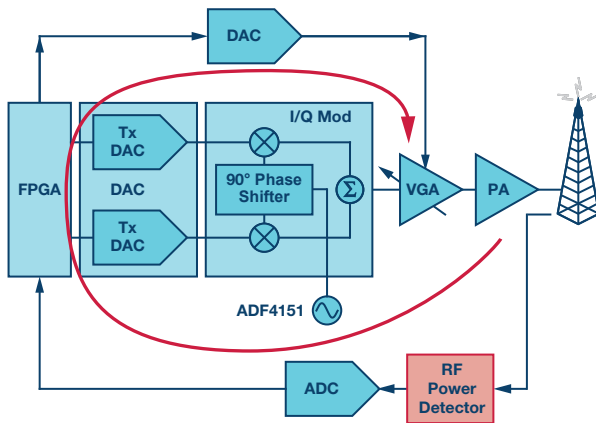 DAC
I/Q Mod
Tx
DAC
FPGA
DAC
90° Phase
Shifter
Σ
VGA
PA
Tx
DAC
ADF4151
ADC
RF
Power
Detector